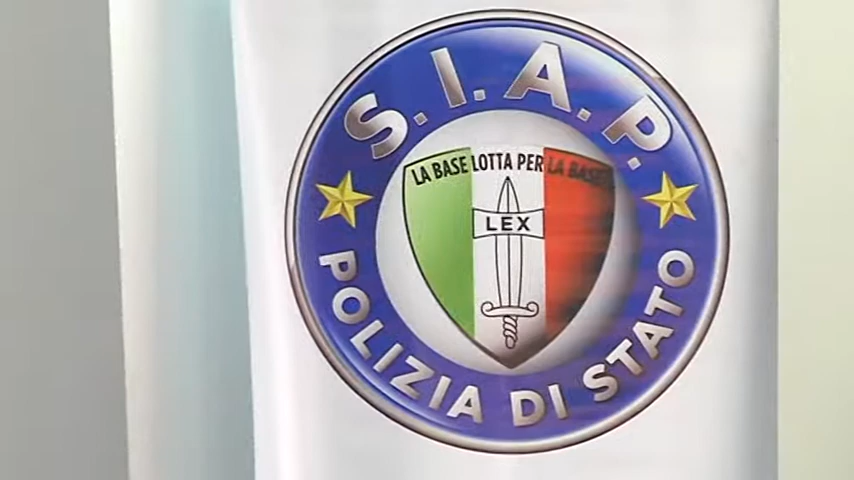 S.I.A.P.
LA BASE LOTTA PER LA BASE
LEX
POLIZIA DI STATO